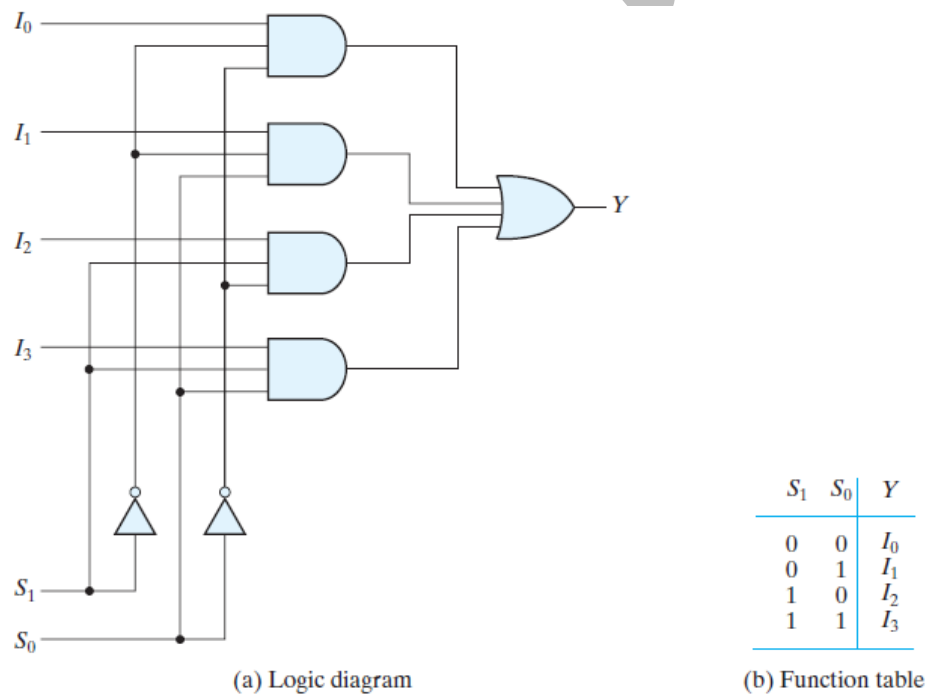 I0
I1
Y
I2
I3
S1 S0 Y
0 0 I0
0 1 I1
1 0 I2
1 1 I3
S1
S0
(a) Logic diagram
(b) Function table